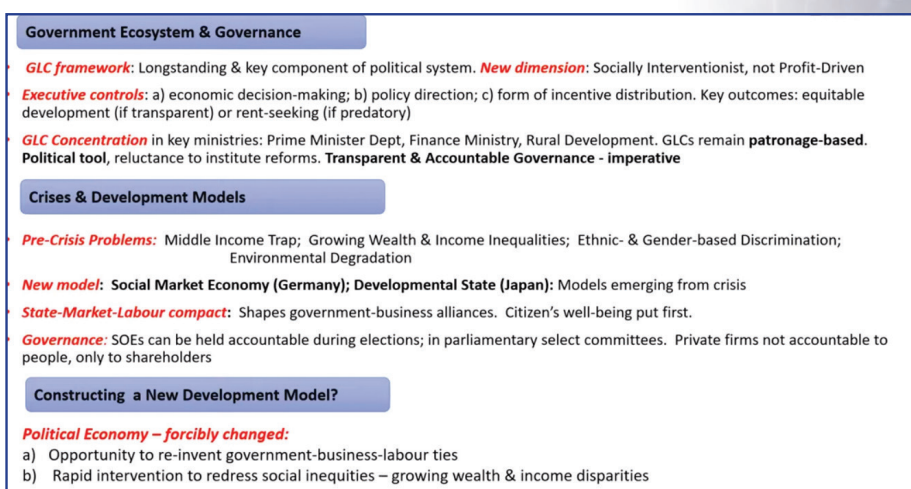 Government Ecosystem & Governance
• GLC framework: Longstanding & key component of political system. New dimension: Socially Interventionist, not Profit-Driven
• Executive controls: a) economic decision-making; b) policy direction; c) form of incentive distribution. Key outcomes: equitable
development (if transparent) or rent-seeking (if predatory)
• GLC Concentration in key ministries: Prime Minister Dept, Finance Ministry, Rural Development. GLCs remain patronage-based.
Political tool, reluctance to institute reforms. Transparent & Accountable Governance - imperative
Crises & Development Models
• Pre-Crisis Problems: Middle Income Trap; Growing Wealth & Income Inequalities; Ethnic- & Gender-based Discrimination;
Environmental Degradation
• New model: Social Market Economy (Germany); Developmental State (Japan): Models emerging from crisis
• State-Market-Labour compact: Shapes government-business alliances. Citizen's well-being put first.
• Governance: SOEs can be held accountable during elections; in parliamentary select committees. Private firms not accountable to
people, only to shareholders
Constructing a New Development Model?
Political Economy – forcibly changed:
a) Opportunity to re-invent government-business-labour ties
b) Rapid intervention to redress social inequities – growing wealth & income disparities